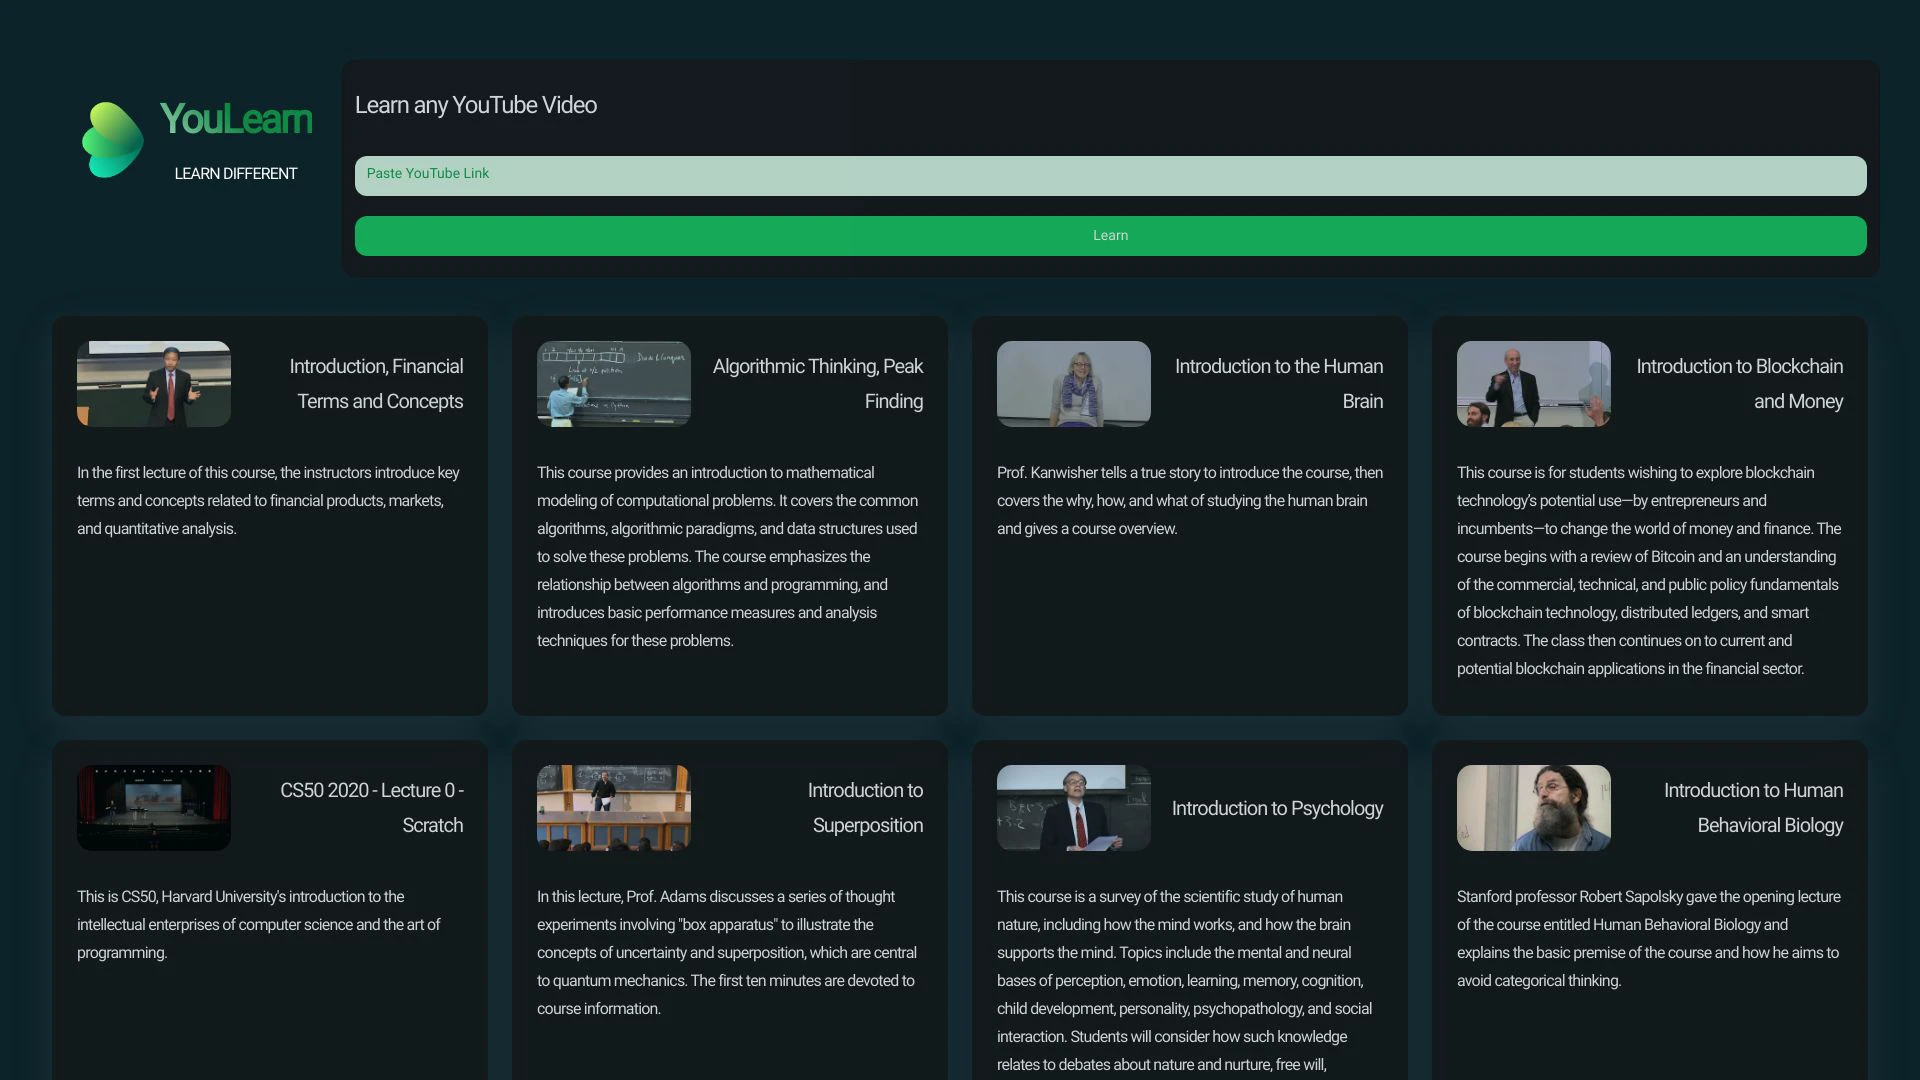 YouLearn
LEARN DIFFERENT
Learn any YouTube Video
Paste YouTube Link
Learn
Introduction, Financial
Terms and Concepts
In the first lecture of this course, the instructors introduce key
terms and concepts related to financial products, markets,
and quantitative analysis.
Algorithmic Thinking, Peak
Finding
This course provides an introduction to mathematical
modeling of computational problems. It covers the common
algorithms, algorithmic paradigms, and data structures used
to solve these problems. The course emphasizes the
relationship between algorithms and programming, and
introduces basic performance measures and analysis
techniques for these problems.
Introduction to the Human
Brain
Prof. Kanwisher tells a true story to introduce the course, then
covers the why, how, and what of studying the human brain
and gives a course overview.
Introduction to Blockchain
and Money
This course is for students wishing to explore blockchain
technology’s potential use—by entrepreneurs and
incumbents—to change the world of money and finance. The
course begins with a review of Bitcoin and an understanding
of the commercial, technical, and public policy fundamentals
of blockchain technology, distributed ledgers, and smart
contracts. The class then continues on to current and
potential blockchain applications in the financial sector.
CS50 2020 - Lecture 0 -
Scratch
This is CS50, Harvard University's introduction to the
intellectual enterprises of computer science and the art of
programming.
Introduction to
Superposition
In this lecture, Prof. Adams discusses a series of thought
experiments involving "box apparatus" to illustrate the
concepts of uncertainty and superposition, which are central
to quantum mechanics. The first ten minutes are devoted to
course information.
Introduction to Psychology
This course is a survey of the scientific study of human
nature, including how the mind works, and how the brain
supports the mind. Topics include the mental and neural
bases of perception, emotion, learning, memory, cognition,
child development, personality, psychopathology, and social
interaction. Students will consider how such knowledge
relates to debates about nature and nurture, free will,
Introduction to Human
Behavioral Biology
Stanford professor Robert Sapolsky gave the opening lecture
of the course entitled Human Behavioral Biology and
explains the basic premise of the course and how he aims to
avoid categorical thinking.